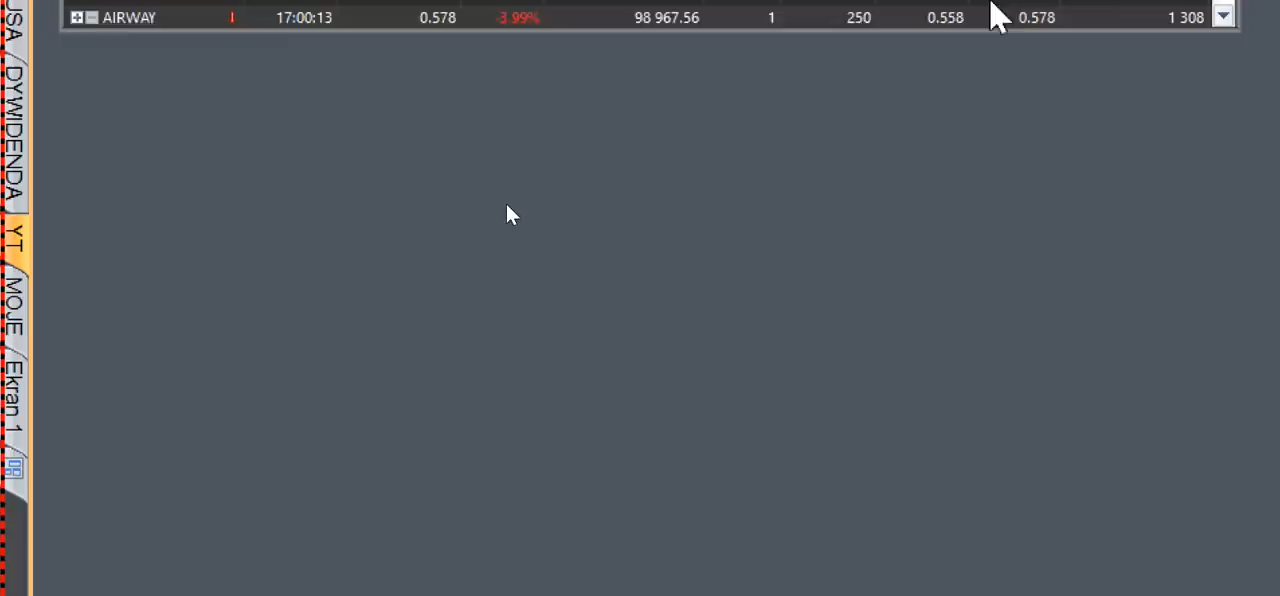 AIRWAY 17:00:13 0.578 -3.99% 98 967.56 1 250 0.558 0.578 1 308
DYWIDENDA
YT
MOJE
Ekran 1